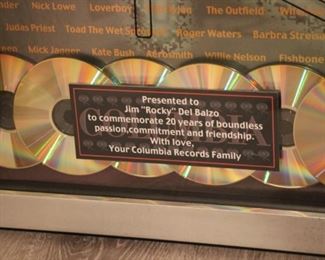 Nick Lowe Loverboy The Outfield
Judas Priest Toad The Wet Sprocket Roger Waters Barbra
Mick Jagger Kate Bush Aerosmith Willie Nelson Fishbone
COLUMBIA
Presented to
Jim "Rocky" Del Balzo
to commemorate 20 years of boundless
passion,commitment and friendship.
With love,
Your Columbia Records Family